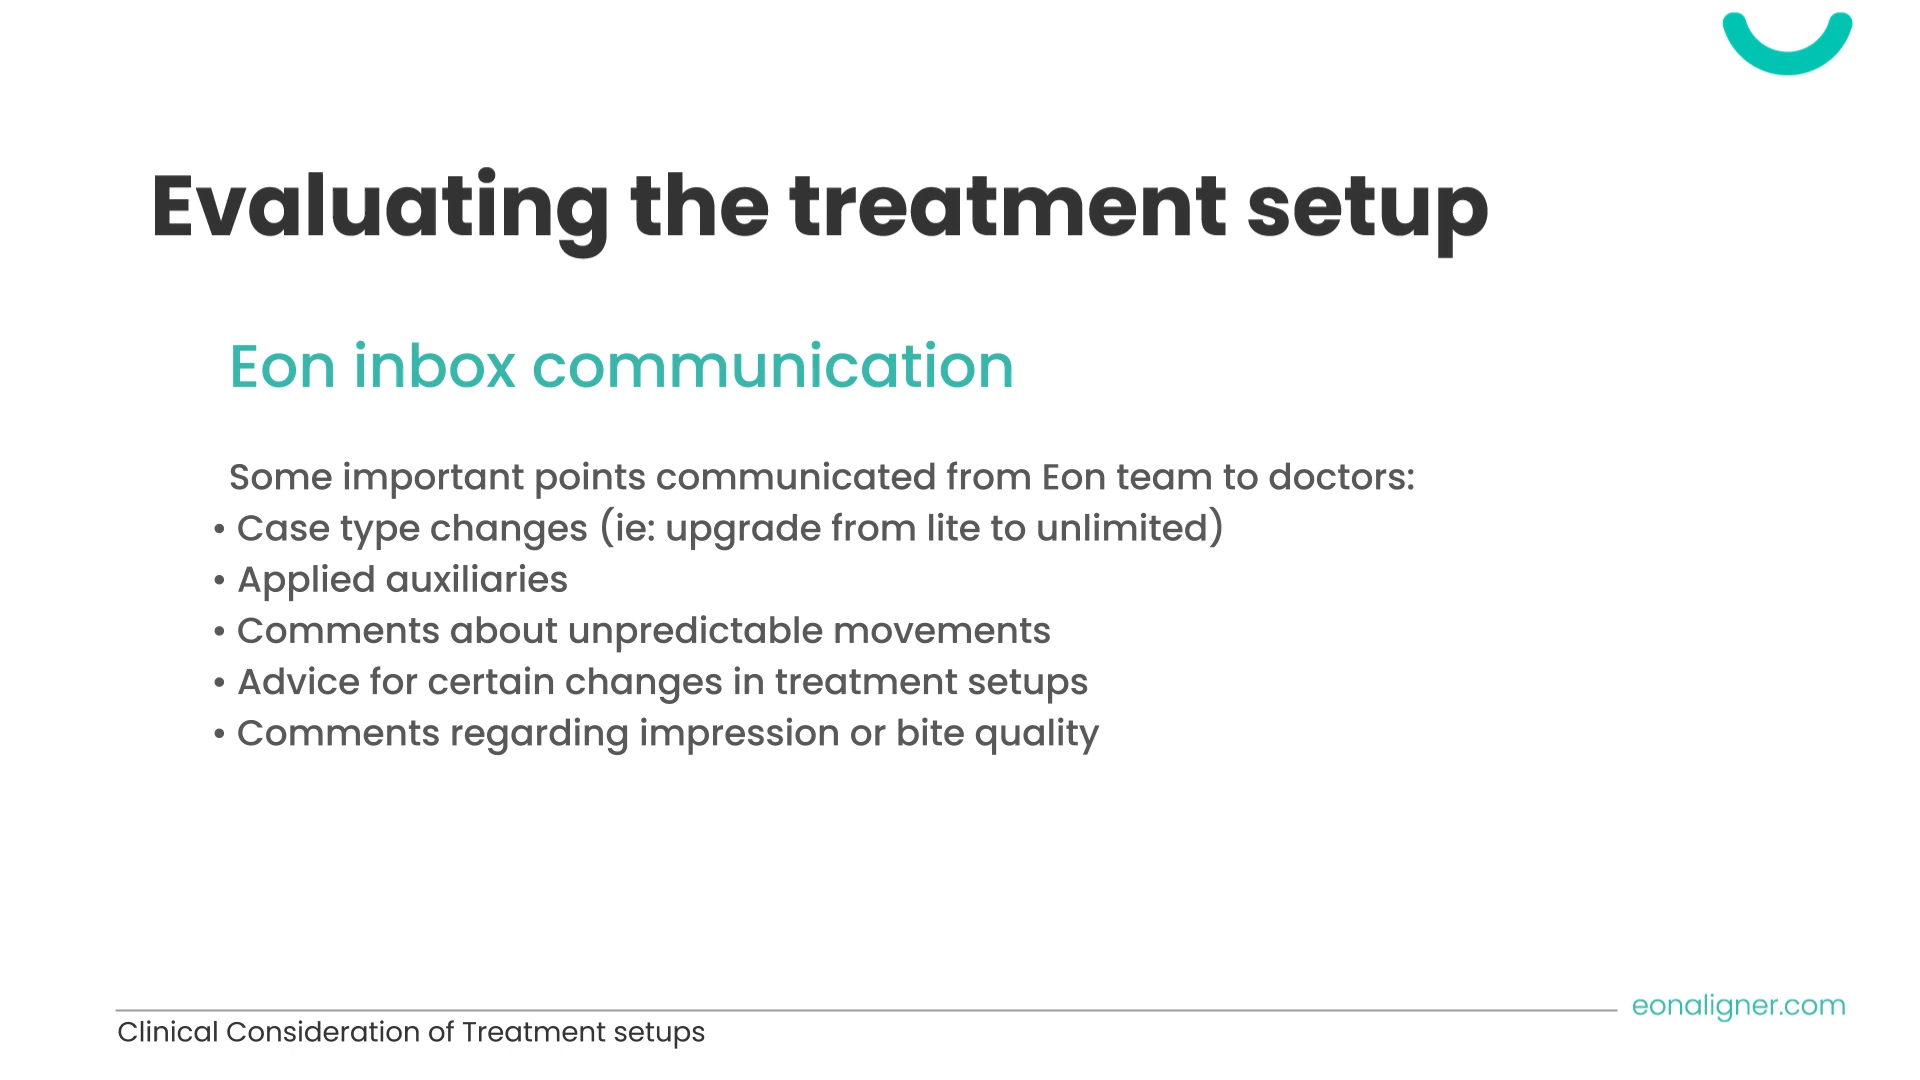 Evaluating the treatment setup
Eon inbox communication
Some important points communicated from Eon team to doctors:
• Case type changes (ie: upgrade from lite to unlimited)
• Applied auxiliaries
• Comments about unpredictable movements
• Advice for certain changes in treatment setups
• Comments regarding impression or bite quality
eonaligner.com
Clinical Consideration of Treatment setups